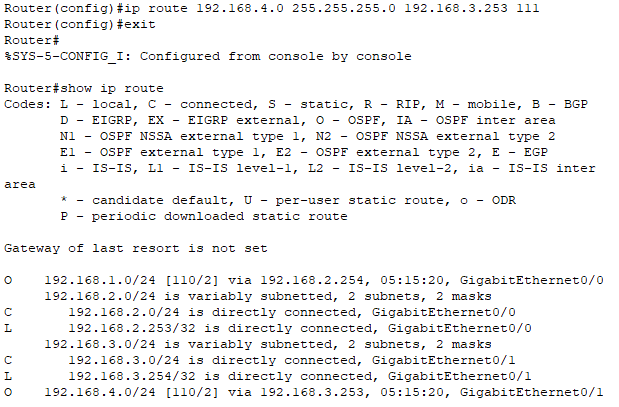 Router(config)#ip route 192.168.4.0 255.255.255.0 192.168.3.253 111
Router(config)#exit
Router#
%SYS-5-CONFIG_I: Configured from console by console

Router#show ip route
Codes: L - local, C - connected, S - static, R - RIP, M - mobile, B - BGP
       D - EIGRP, EX - EIGRP external, O - OSPF, IA - OSPF inter area
       N1 - OSPF NSSA external type 1, N2 - OSPF NSSA external type 2
       E1 - OSPF external type 1, E2 - OSPF external type 2, E - EGP
       i - IS-IS, L1 - IS-IS level-1, L2 - IS-IS level-2, ia - IS-IS inter
area
       * - candidate default, U - per-user static route, o - ODR
       P - periodic downloaded static route

Gateway of last resort is not set

O    192.168.1.0/24 [110/2] via 192.168.2.254, 05:15:20, GigabitEthernet0/0
     192.168.2.0/24 is variably subnetted, 2 subnets, 2 masks
C       192.168.2.0/24 is directly connected, GigabitEthernet0/0
L       192.168.2.253/32 is directly connected, GigabitEthernet0/0
     192.168.3.0/24 is variably subnetted, 2 subnets, 2 masks
C       192.168.3.0/24 is directly connected, GigabitEthernet0/1
L       192.168.3.254/32 is directly connected, GigabitEthernet0/1
O    192.168.4.0/24 [110/2] via 192.168.3.253, 05:15:20, GigabitEthernet0/1